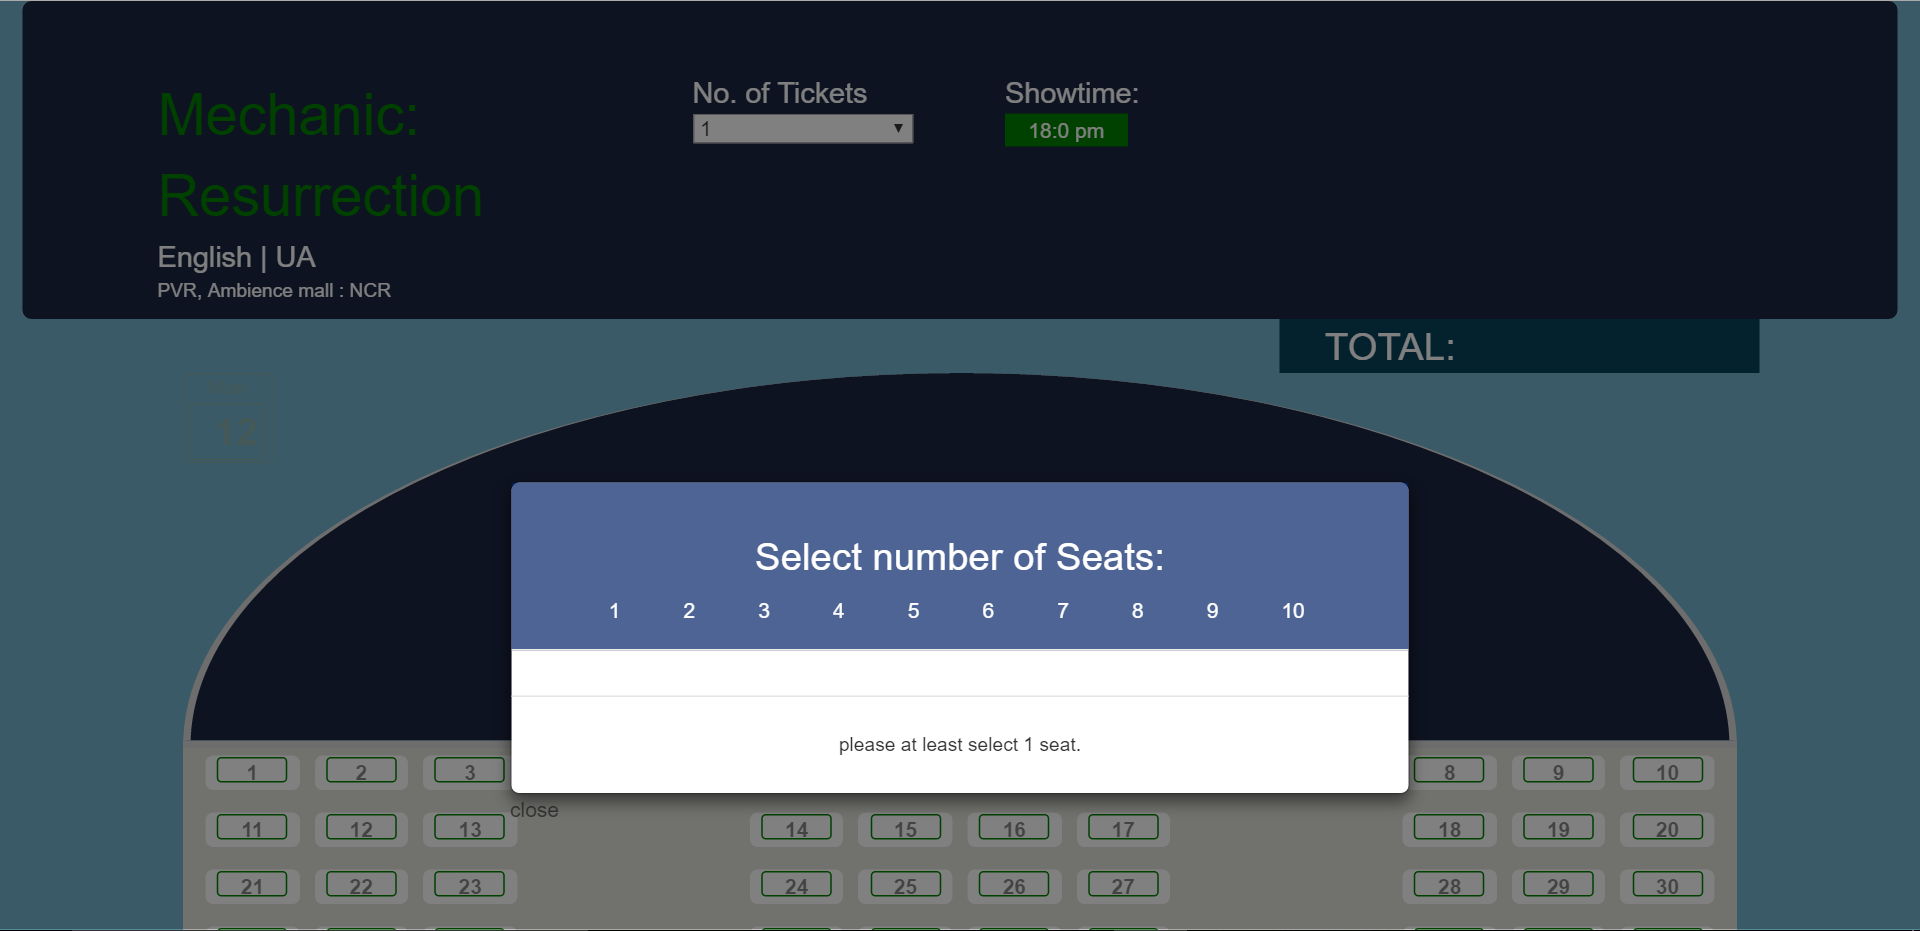 Mechanic:
Resurrection
English | UA
PVR, Ambience mall : NCR
No. of Tickets
1
Showtime:
18:0 pm
TOTAL:
12
Select number of Seats:
1 2 3 4 5 6 7 8 9 10
please at least select 1 seat.
1 2 3 8 9 10
close
11 12 13 14 15 16 17 18 19 20
21 22 23 24 25 26 27 28 29 30